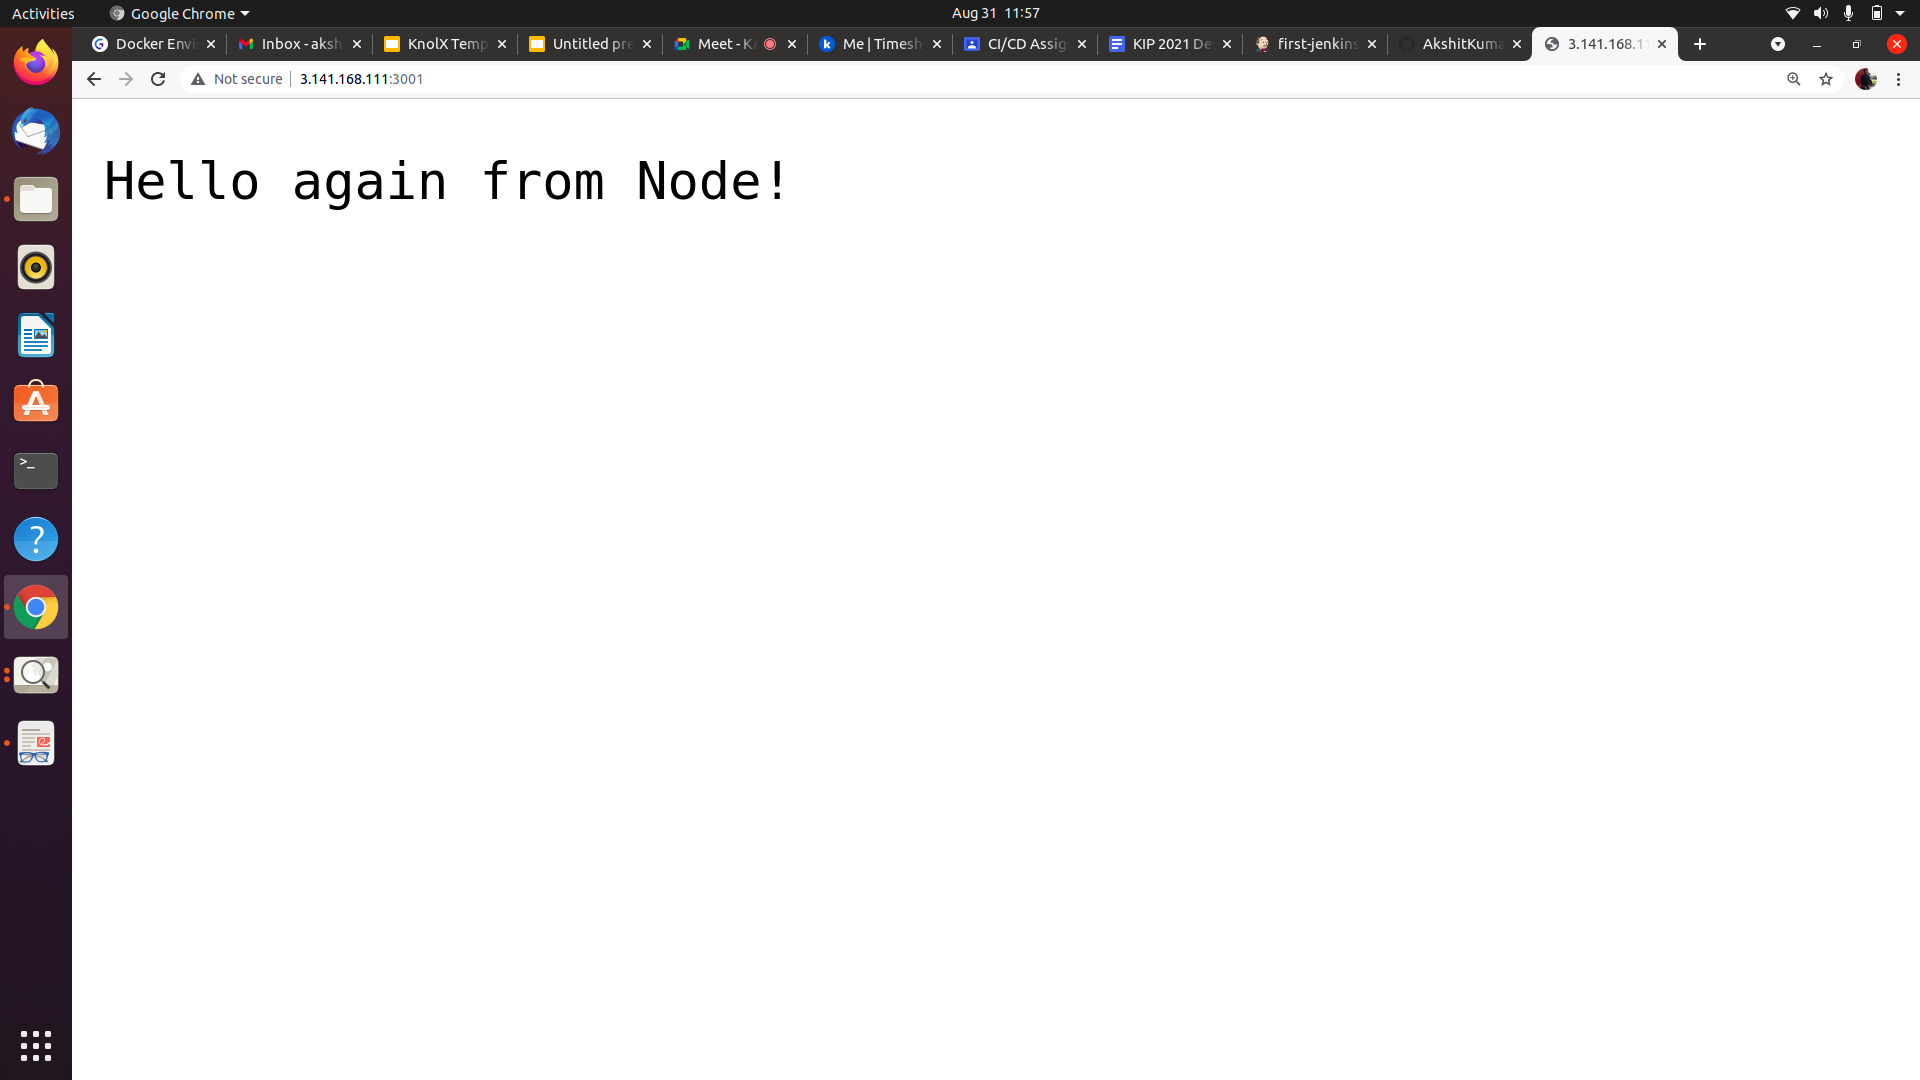 Activities
Google Chrome
Aug 31 11:57
Docker Envi
Inbox - aksh
KnolX Temp
Untitled pre
Meet - K
Me | Timesh
CI/CD Assig
KIP 2021 De
first-jenkins
AkshitKuma
3.141.168.11
Not secure
3.141.168.111:3001
Hello again from Node!